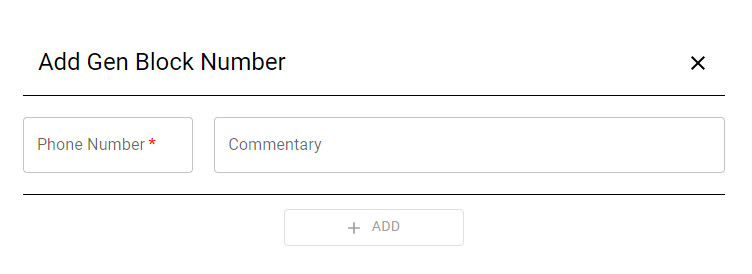 Add Gen Block Number
Phone Number * Commentary
ADD